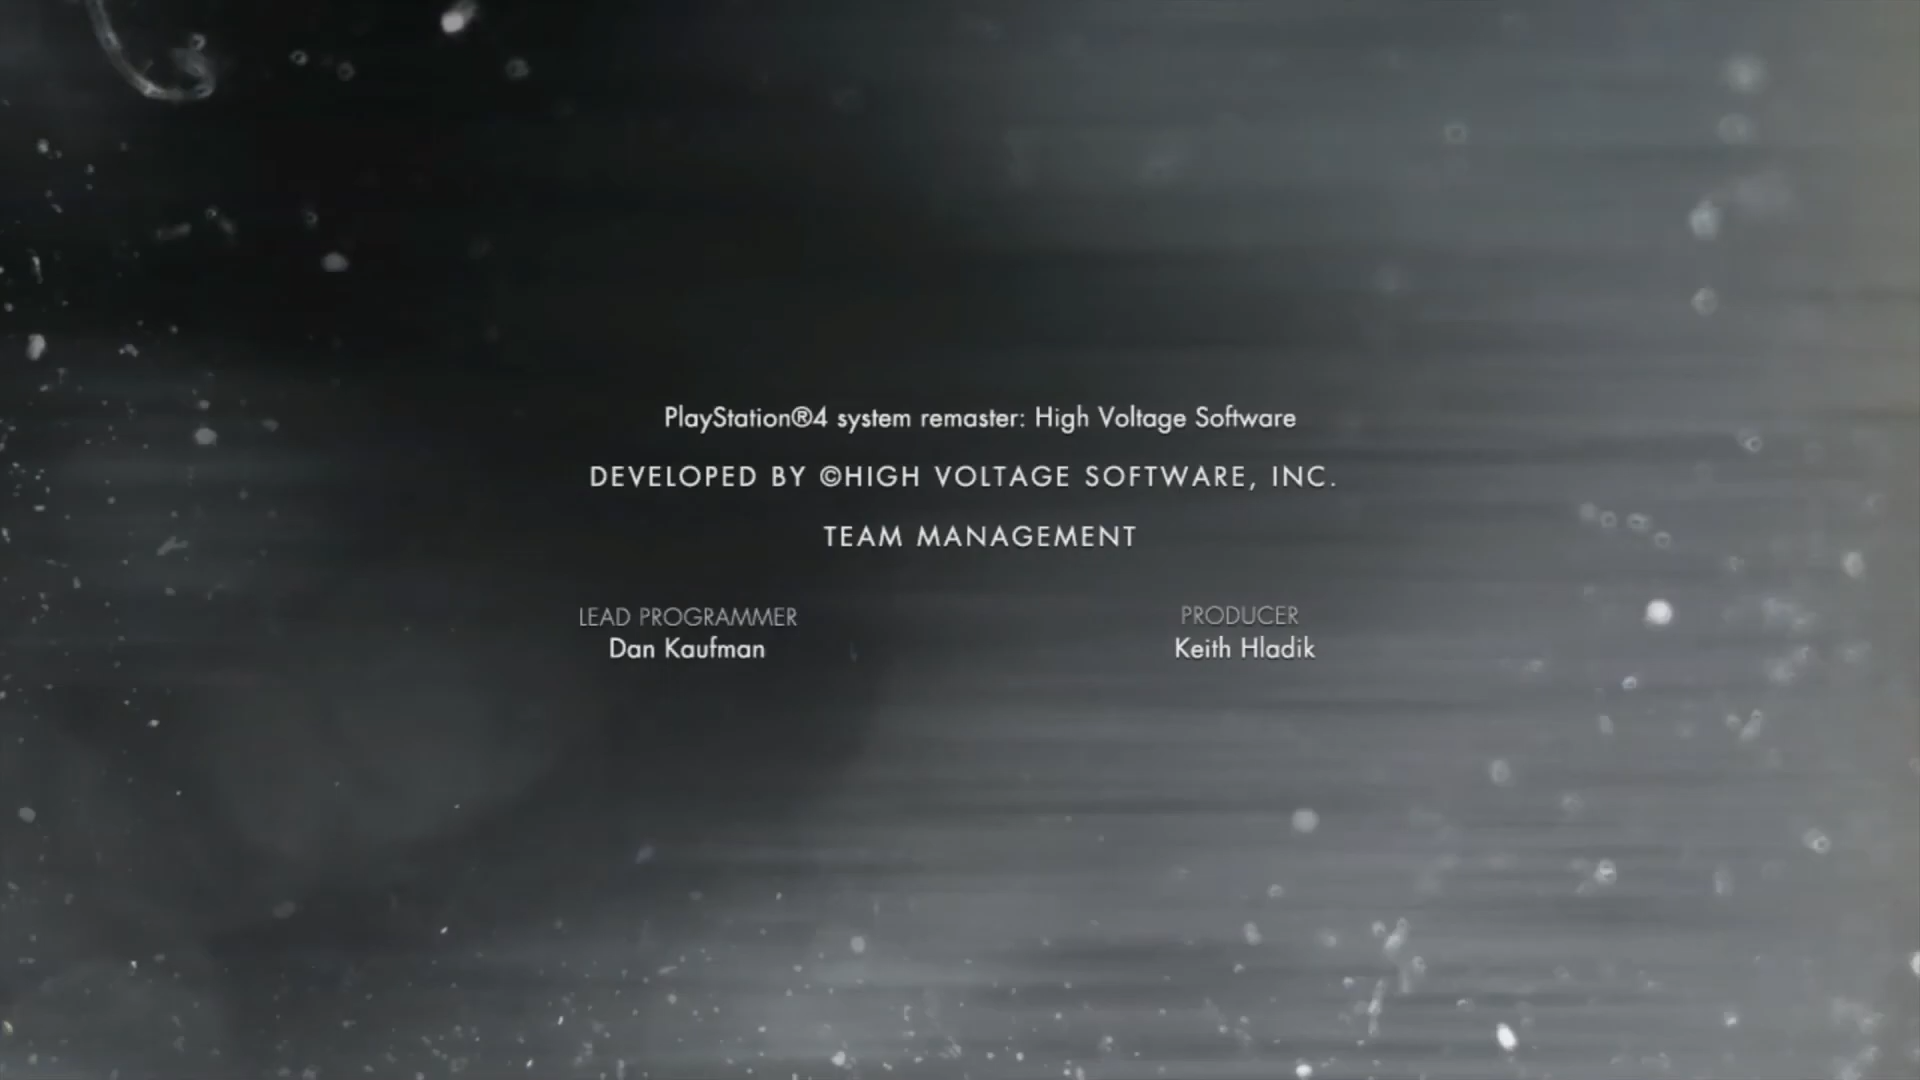 PlayStation®4 system remaster: High Voltage Software
DEVELOPED BY ©HIGH VOLTAGE SOFTWARE, INC.
TEAM MANAGEMENT
LEAD PROGRAMMER
Dan Kaufman
PRODUCER
Keith Hladik